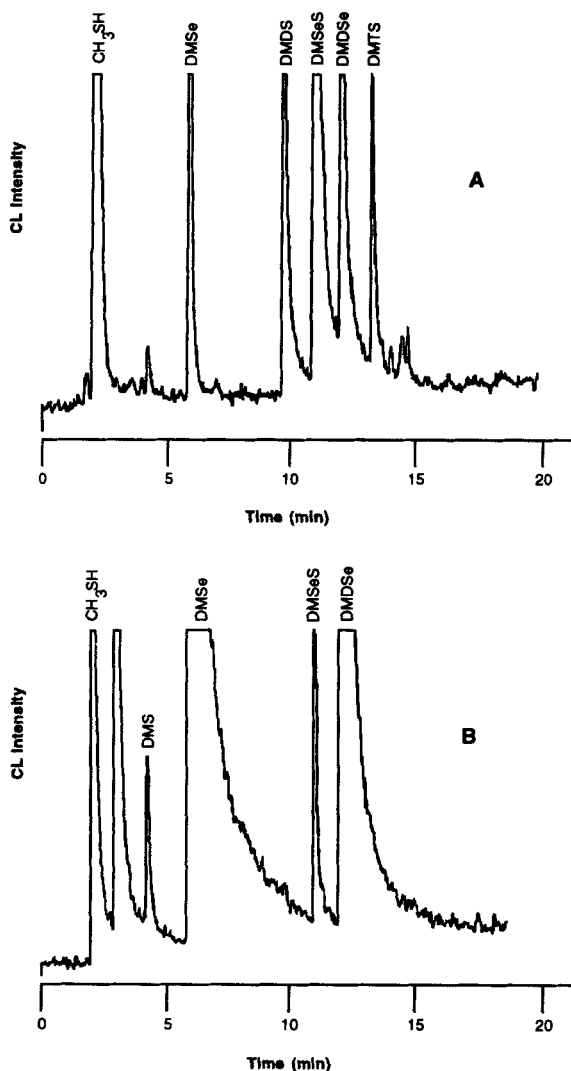 CH3SH
DMSe
DMDS
DMSeS
DMDSe
DMTS
CL Intensity
A
0 5 10 15 20
Time (min)
CH3SH
DMS
DMSe
DMSeS
DMDSe
CL Intensity
B
0 5 10 15 20
Time (min)